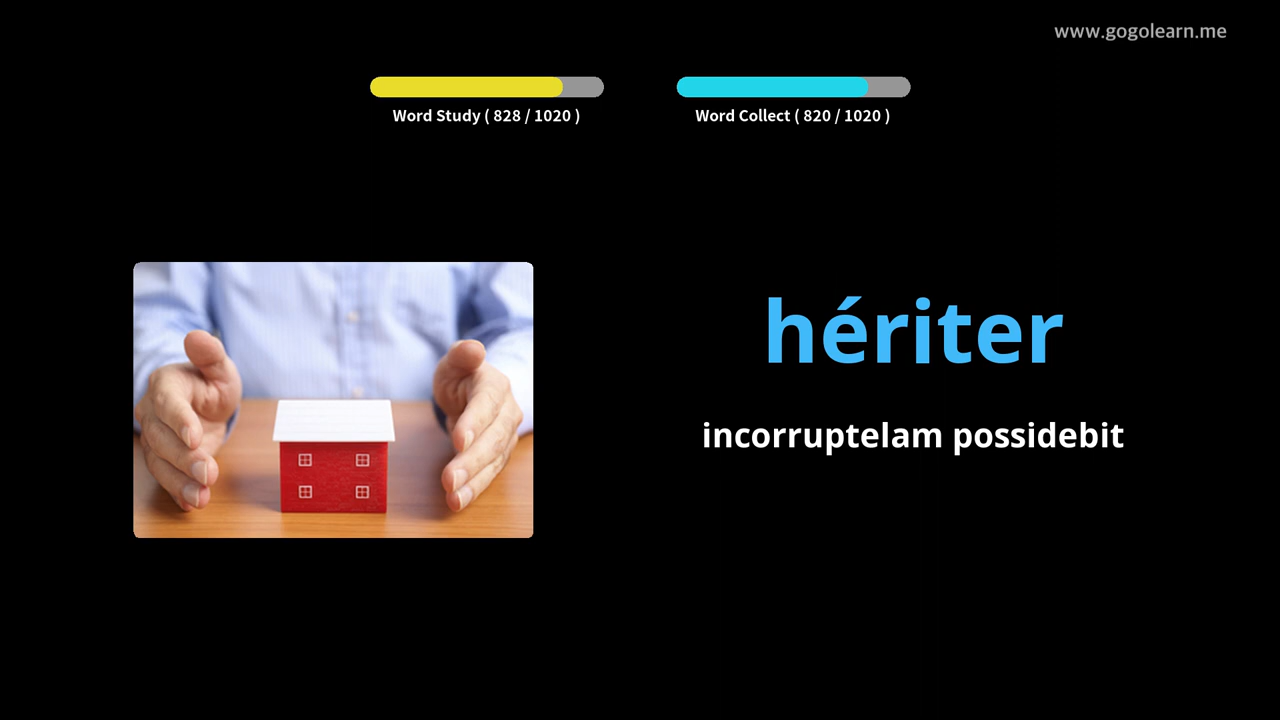 www.gogolearn.me
Word Study ( 828 / 1020 )
Word Collect ( 820 / 1020 )
hériter
incorruptelam possidebit